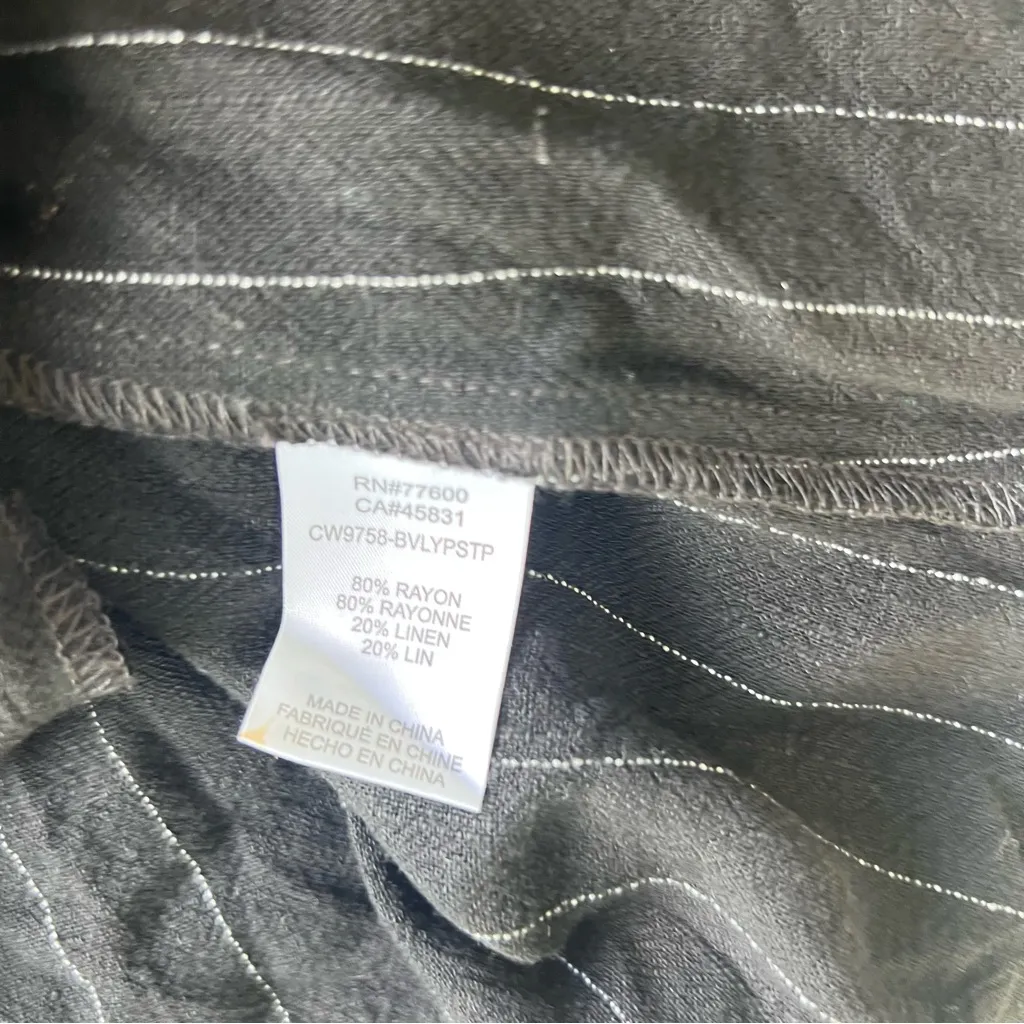 RN#77600
CA#45831
CW9758-BVLYPSTP
80% RAYON
80% RAYONNE
20% LINEN
20% LIN
MADE IN CHINA
FABRIQUÉ EN CHINE
HECHO EN CHINA